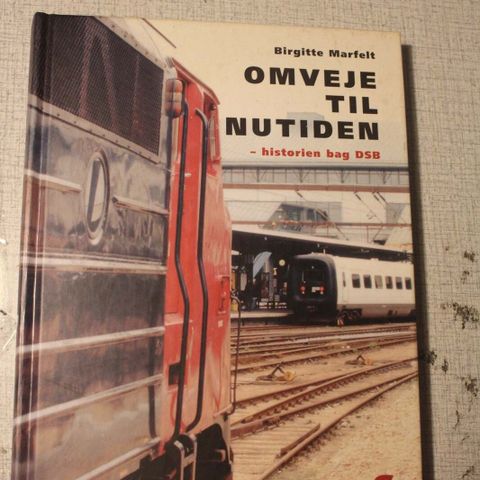 Birgitte Marfelt
OMVEJE
TIL
NUTIDEN
– historien bag DSB